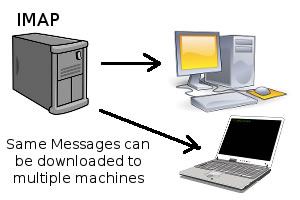 IMAP
Same Messages can
be downloaded to
multiple machines